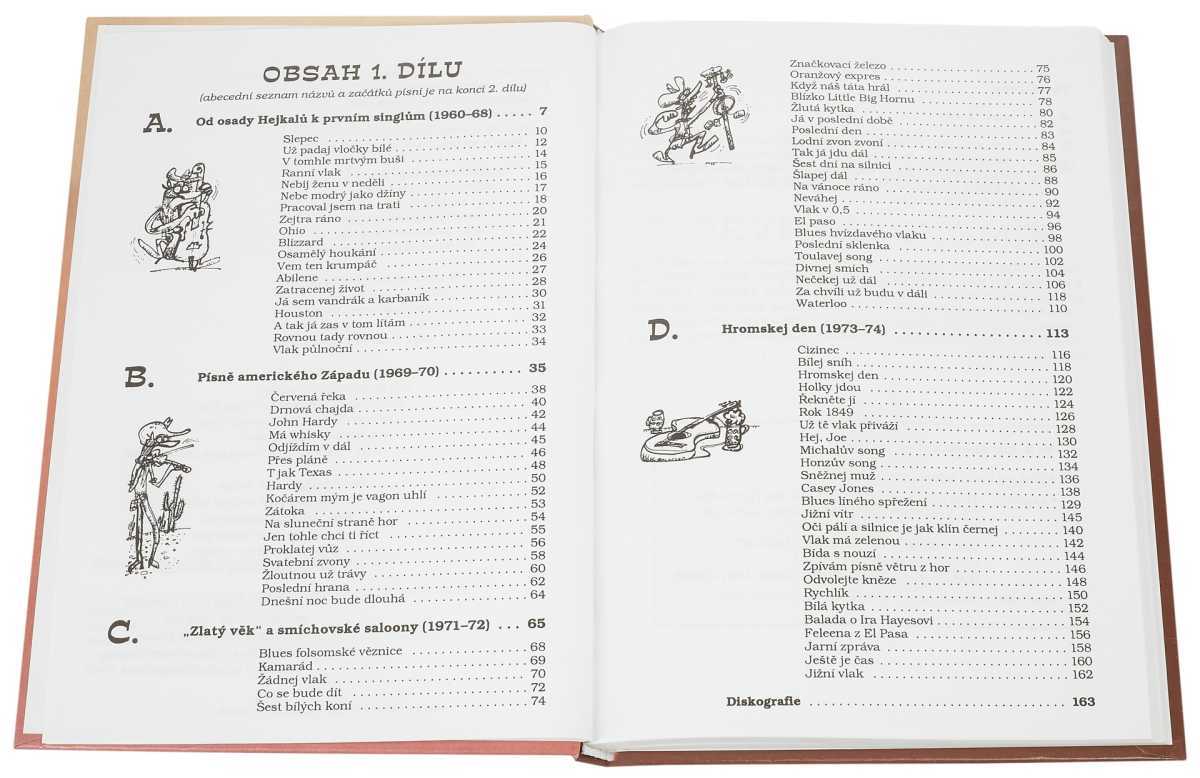 OBSAH 1. DÍLU
(abecední seznam názvů a začátků písní je na konci 2. dílu)
A. Od osady Hejkalů k prvním singlům (1960–68) ..... 7
Slepec ..... 10
Už padaj vločky bílé ..... 12
V tomhle mrtvým buši ..... 14
Ranní vlak ..... 15
Nebij ženu v neděli ..... 16
Nebe modrý jako džíny ..... 17
Pracoval jsem na trati ..... 18
Zejtra ráno ..... 20
Ohio ..... 21
Blizzard ..... 22
Osamělý houkání ..... 24
Vem ten krumpáč ..... 26
Abilene ..... 27
Zatracenej život ..... 28
Já sem vandrák a karbaník ..... 30
Houston ..... 31
A tak já zas v tom lítám ..... 32
Rovnou tady rovnou ..... 33
Vlak půlnoční ..... 34
B. Písně amerického Západu (1969–70) ..... 35
Červená řeka ..... 38
Drnová chajda ..... 40
John Hardy ..... 42
Má whisky ..... 44
Odjíždím v dál ..... 45
Přes pláně ..... 46
T jak Texas ..... 48
Hardy ..... 50
Kočárem mým je vagon uhlí ..... 52
Zátoka ..... 53
Na sluneční straně hor ..... 54
Jen tohle chci ti říct ..... 55
Proklatej vůz ..... 56
Svatební zvony ..... 58
Žloutnou už trávy ..... 60
Poslední hrana ..... 62
Dnešní noc bude dlouhá ..... 64
C. „Zlatý věk“ a smíchovské saloony (1971–72) ... 65
Blues folsomské věznice ..... 68
Kamarád ..... 69
Žádnej vlak ..... 70
Co se bude dít ..... 72
Šest bílých koní ..... 74
Značkovací železo ..... 75
Oranžový expres ..... 76
Když náš táta hrál ..... 77
Blízko Little Big Hornu ..... 78
Žlutá kytka ..... 80
Já v poslední době ..... 82
Poslední den ..... 83
Lodní zvon zvoní ..... 84
Tak já jdu dál ..... 85
Šest dní na silnici ..... 86
Šlapej dál ..... 88
Na vánoce ráno ..... 90
Neváhej ..... 92
Vlak v 0,5 ..... 94
El paso ..... 96
Blues hvízdavého vlaku ..... 98
Poslední sklenka ..... 100
Toulavej song ..... 102
Divnej smích ..... 104
Nečekej už dál ..... 106
Za chvíli už budu v dáli ..... 118
Waterloo ..... 110
D. Hromskej den (1973–74) ..... 113
Cizinec ..... 116
Bílej sníh ..... 118
Hromskej den ..... 120
Holky jdou ..... 122
Řekněte jí ..... 124
Rok 1849 ..... 126
Už tě vlak přiváží ..... 128
Hej, Joe ..... 130
Michalův song ..... 132
Honzův song ..... 134
Sněžnej muž ..... 136
Casey Jones ..... 138
Blues líného spřežení ..... 129
Jižní vítr ..... 145
Oči pálí a silnice je jak klín černej ..... 140
Vlak má zelenou ..... 142
Bída s nouzí ..... 144
Zpívám písně větru z hor ..... 146
Odvolejte kněze ..... 148
Rychlík ..... 150
Bílá kytka ..... 152
Balada o Ira Hayesovi ..... 154
Feleena z El Pasa ..... 156
Jarní zpráva ..... 158
Ještě je čas ..... 160
Jižní vlak ..... 162
Diskografie ..... 163